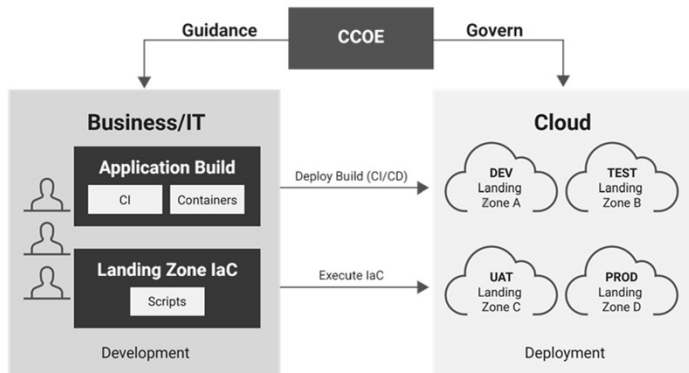 Guidance
CCOE
Govern
Business/IT
Application Build
CI
Containers
Landing Zone IaC
Scripts
Development
Deploy Build (CI/CD)
Execute IaC
Cloud
DEV
Landing
Zone A
TEST
Landing
Zone B
UAT
Landing
Zone C
PROD
Landing
Zone D
Deployment